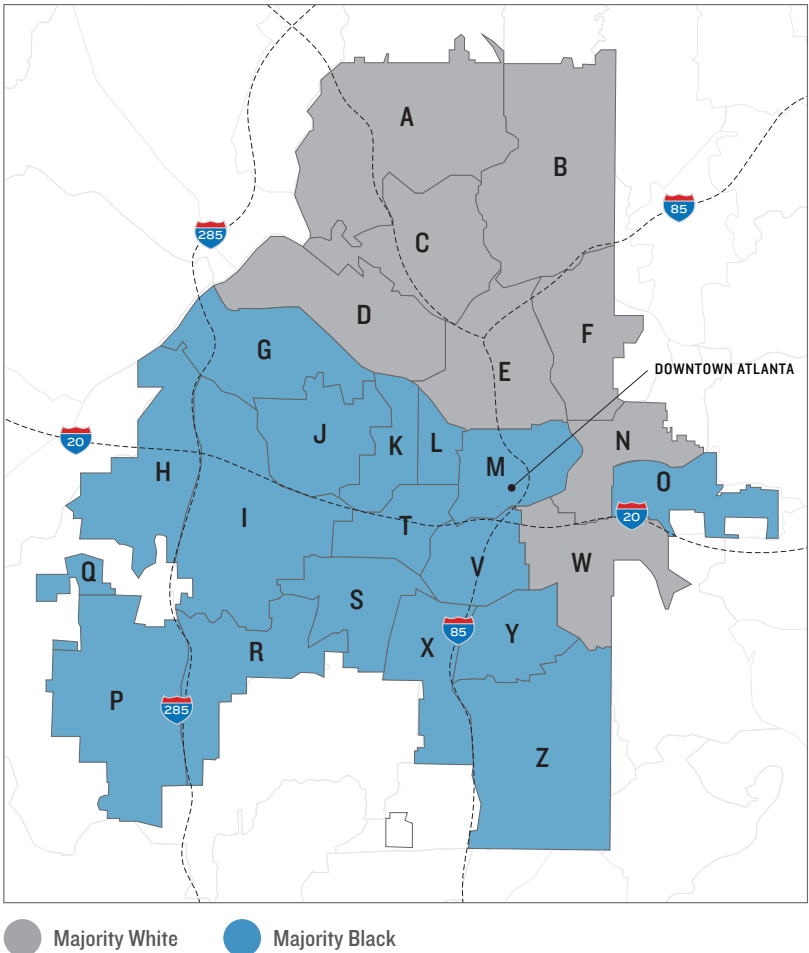 A
B
85
285
C
D
F
G
E
DOWNTOWN ATLANTA
20
J
K
L
M
N
H
O
I
20
T
W
Q
V
S
85
Y
X
R
P
285
Z
Majority White
Majority Black